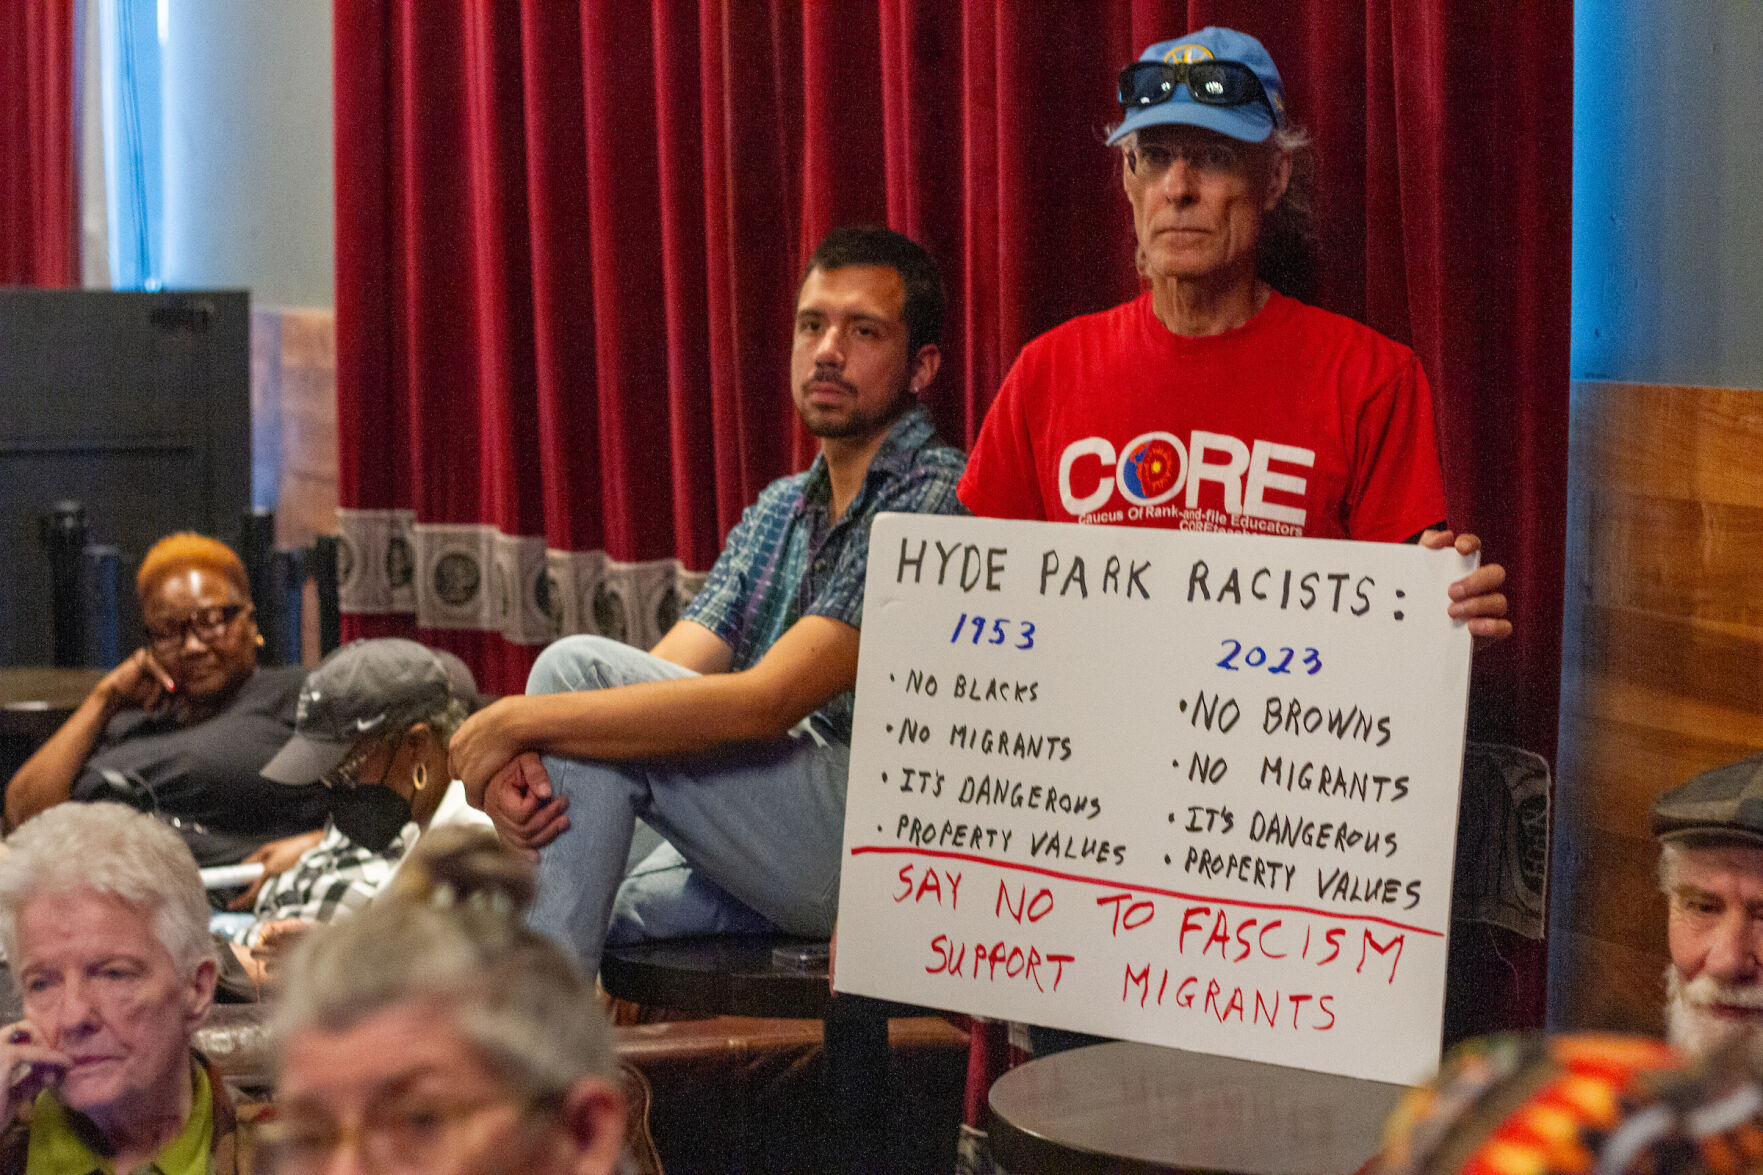 CORE
Caucus Of Rank-and-file Educators
HYDE PARK RACISTS:
1953
• NO BLACKS
• NO MIGRANTS
• IT'S DANGEROUS
• PROPERTY VALUES
2023
• NO BROWNS
• NO MIGRANTS
• IT'S DANGEROUS
• PROPERTY VALUES
SAY NO TO FASCISM
SUPPORT MIGRANTS